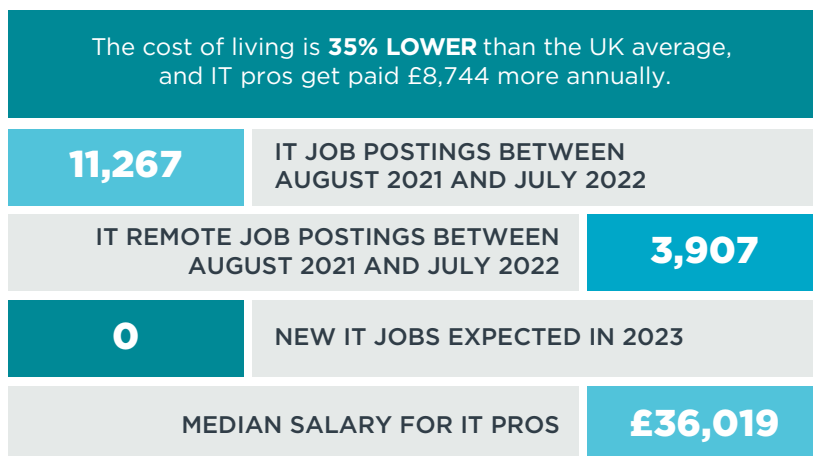 The cost of living is 35% LOWER than the UK average,
and IT pros get paid £8,744 more annually.
11,267
IT JOB POSTINGS BETWEEN
AUGUST 2021 AND JULY 2022
IT REMOTE JOB POSTINGS BETWEEN
AUGUST 2021 AND JULY 2022
3,907
0
NEW IT JOBS EXPECTED IN 2023
MEDIAN SALARY FOR IT PROS
£36,019